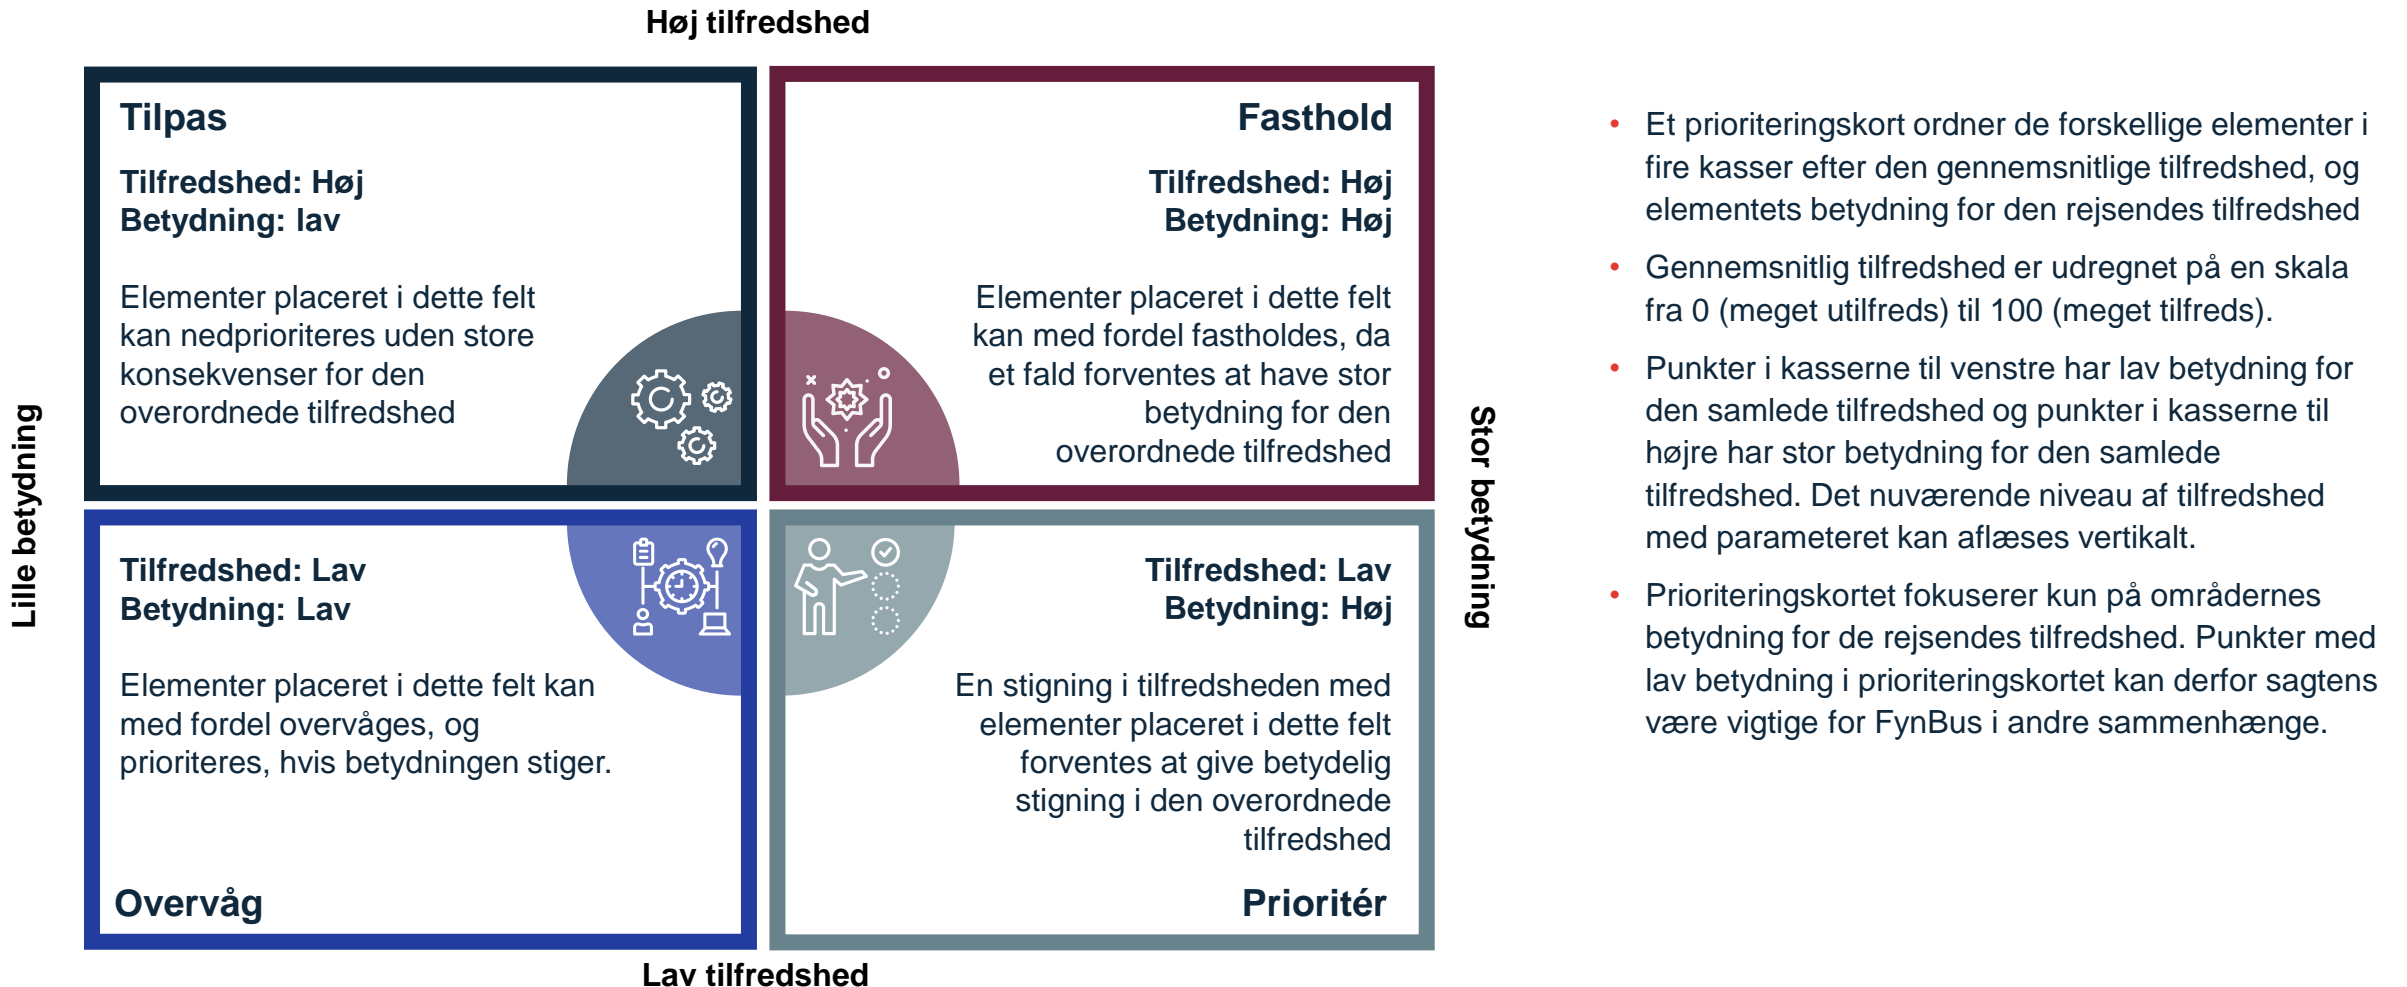 Høj tilfredshed
Tilpas
Tilfredshed: Høj
Betydning: lav
Elementer placeret i dette felt
kan nedprioriteres uden store
konsekvenser for den
overordnede tilfredshed
Fasthold
Tilfredshed: Høj
Betydning: Høj
Elementer placeret i dette felt
kan med fordel fastholdes, da
et fald forventes at have stor
betydning for den
overordnede tilfredshed
Lille betydning
Stor betydning
Tilfredshed: Lav
Betydning: Lav
Elementer placeret i dette felt kan
med fordel overvåges, og
prioriteres, hvis betydningen stiger.
Overvåg
Tilfredshed: Lav
Betydning: Høj
En stigning i tilfredsheden med
elementer placeret i dette felt
forventes at give betydelig
stigning i den overordnede
tilfredshed
Prioritér
Lav tilfredshed
• Et prioriteringskort ordner de forskellige elementer i
fire kasser efter den gennemsnitlige tilfredshed, og
elementets betydning for den rejsendes tilfredshed
• Gennemsnitlig tilfredshed er udregnet på en skala
fra 0 (meget utilfreds) til 100 (meget tilfreds).
• Punkter i kasserne til venstre har lav betydning for
den samlede tilfredshed og punkter i kasserne til
højre har stor betydning for den samlede
tilfredshed. Det nuværende niveau af tilfredshed
med parameteret kan aflæses vertikalt.
• Prioriteringskortet fokuserer kun på områdernes
betydning for de rejsendes tilfredshed. Punkter med
lav betydning i prioriteringskortet kan derfor sagtens
være vigtige for FynBus i andre sammenhænge.